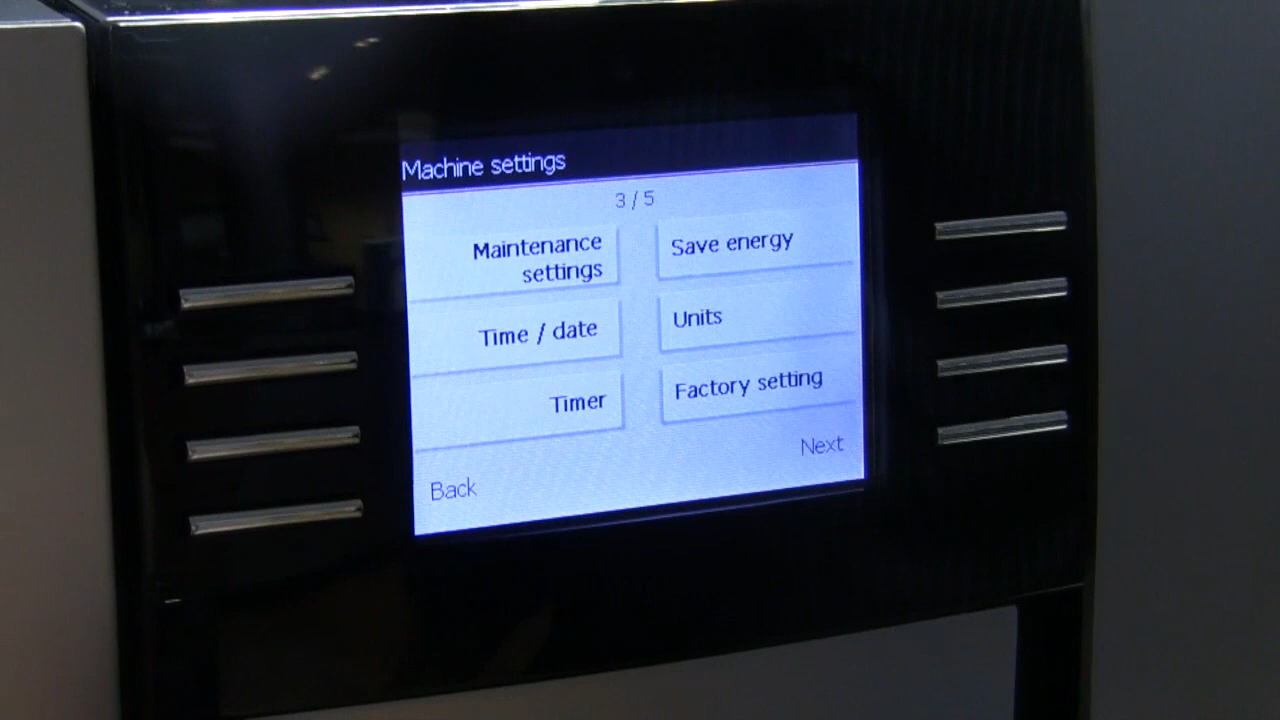 Machine settings
3 / 5
Maintenance
settings
Save energy
Time / date
Units
Timer
Factory setting
Next
Back